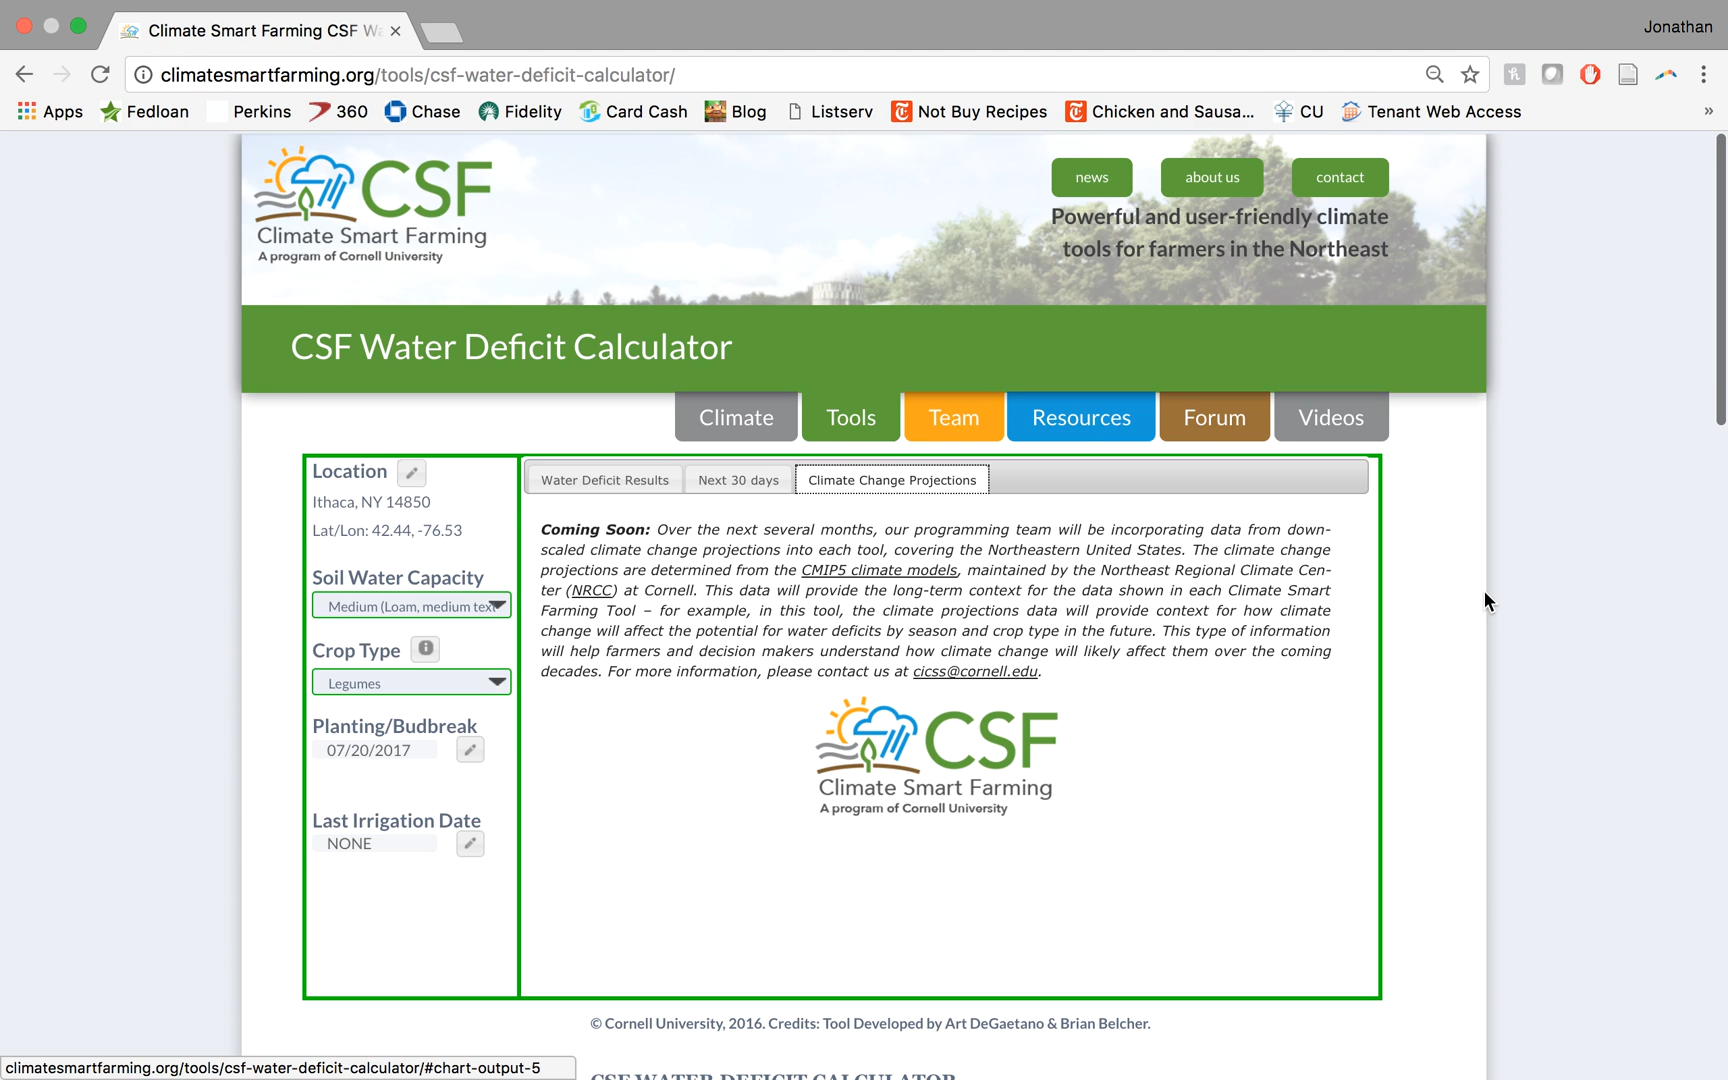 Climate Smart Farming CSF Wa
Jonathan
climatesmartfarming.org/tools/csf-water-deficit-calculator/
Apps Fedloan Perkins 360 Chase Fidelity Card Cash Blog Listserv Not Buy Recipes Chicken and Sausa... CU Tenant Web Access »
CSF
Climate Smart Farming
A program of Cornell University
news about us contact
Powerful and user-friendly climate
tools for farmers in the Northeast
CSF Water Deficit Calculator
Climate Tools Team Resources Forum Videos
Location
Ithaca, NY 14850
Lat/Lon: 42.44, -76.53
Soil Water Capacity
Medium (Loam, medium text
Crop Type
Legumes
Planting/Budbreak
07/20/2017
Last Irrigation Date
NONE
Water Deficit Results Next 30 days Climate Change Projections
Coming Soon: Over the next several months, our programming team will be incorporating data from down-
scaled climate change projections into each tool, covering the Northeastern United States. The climate change
projections are determined from the CMIP5 climate models, maintained by the Northeast Regional Climate Cen-
ter (NRCC) at Cornell. This data will provide the long-term context for the data shown in each Climate Smart
Farming Tool – for example, in this tool, the climate projections data will provide context for how climate
change will affect the potential for water deficits by season and crop type in the future. This type of information
will help farmers and decision makers understand how climate change will likely affect them over the coming
decades. For more information, please contact us at cicss@cornell.edu.
CSF
Climate Smart Farming
A program of Cornell University
© Cornell University, 2016. Credits: Tool Developed by Art DeGaetano & Brian Belcher.
CSF WATER DEFICIT CALCULATOR
climatesmartfarming.org/tools/csf-water-deficit-calculator/#chart-output-5